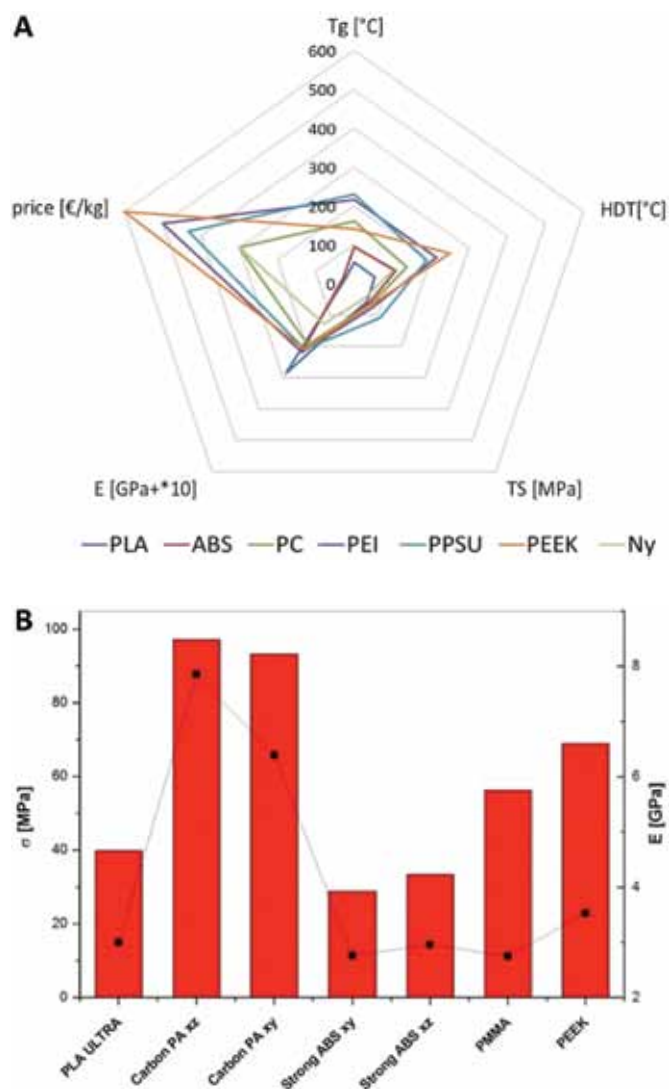 A
Tg [°C]
600
500
400
300
200
100
0
price [€/kg]
HDT[°C]
E [GPa+*10]
TS [MPa]
PLA ABS PC PEI PPSU PEEK Ny
B
100
80
60
40
20
0
σ [MPa]
8
6
4
2
E [GPa]
PLA ULTRA
Carbon PA xz
Carbon PA xy
Strong ABS xy
Strong ABS xz
PMMA
PEEK